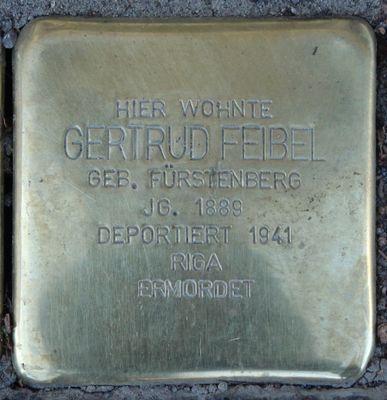 HIER WOHNTE
GERTRUD FEIBEL
GEB. FÜRSTENBERG
JG. 1889
DEPORTIERT 1941
RIGA
ERMORDET